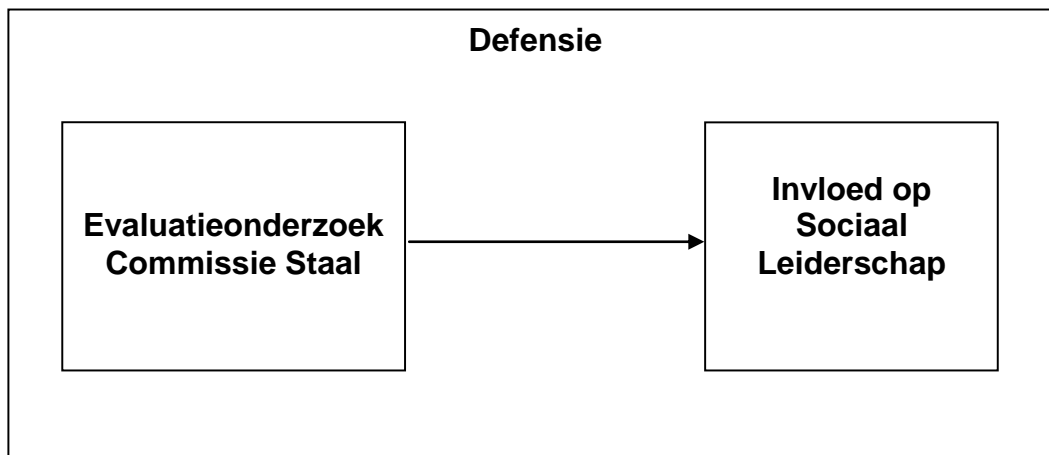 Defensie
Evaluatieonderzoek
Commissie Staal
Invloed op
Sociaal
Leiderschap